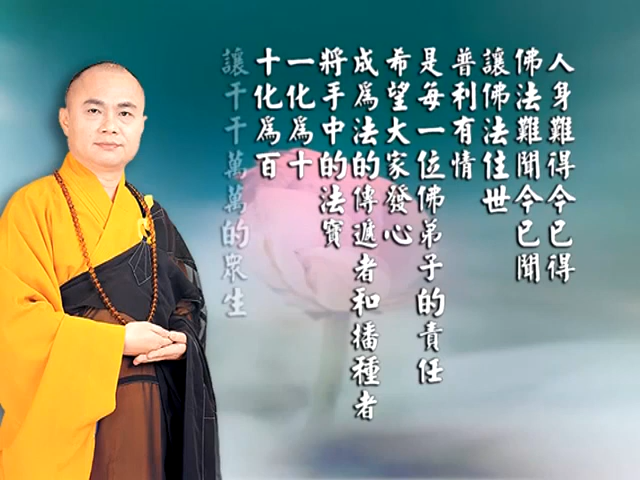 人身難得今已得
佛法難聞今已聞
讓佛法住世
普利有情
是每一位佛弟子的責任
希望大家發心
成爲法的傳遞者和播種者
將手中的法寶
一化爲十
十化爲百
讓千千萬萬的眾生